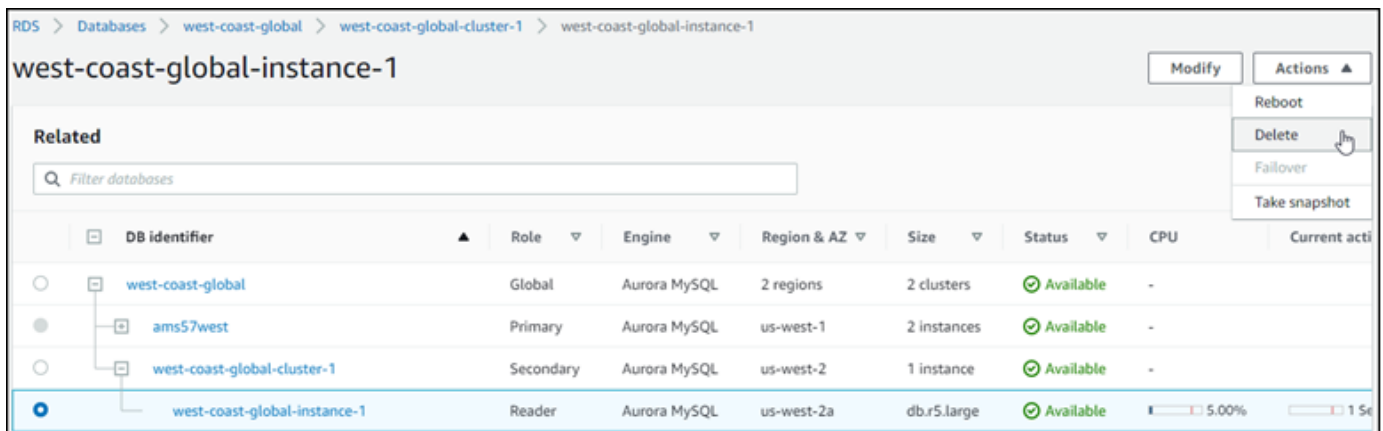 RDS > Databases > west-coast-global > west-coast-global-cluster-1 > west-coast-global-instance-1
west-coast-global-instance-1
Modify
Actions
Reboot
Delete
Failover
Take snapshot
Related
Filter databases
DB identifier Role Engine Region & AZ Size Status CPU Current acti
west-coast-global Global Aurora MySQL 2 regions 2 clusters Available -
ams57west Primary Aurora MySQL us-west-1 2 instances Available -
west-coast-global-cluster-1 Secondary Aurora MySQL us-west-2 1 instance Available -
west-coast-global-instance-1 Reader Aurora MySQL us-west-2a db.r5.large Available 5.00% 1 Se